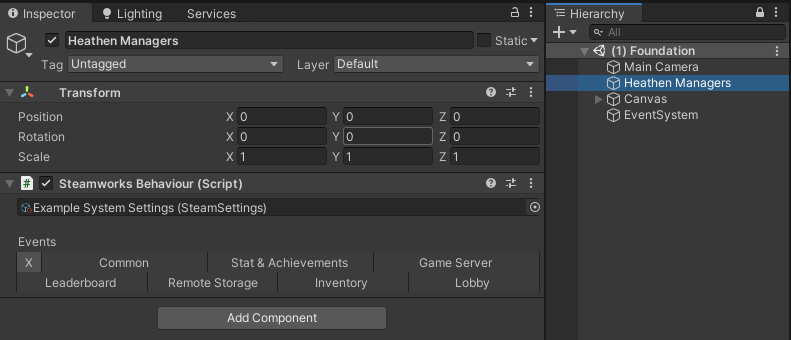 Inspector Lighting Services
Heathen Managers Static
Tag Untagged Layer Default
Transform
Position X 0 Y 0 Z 0
Rotation X 0 Y 0 Z 0
Scale X 1 Y 1 Z 1
# Steamworks Behaviour (Script)
Example System Settings (SteamSettings)
Events
X Common Stat & Achievements Game Server
Leaderboard Remote Storage Inventory Lobby
Add Component
Hierarchy
+ All
(1) Foundation
Main Camera
Heathen Managers
Canvas
EventSystem